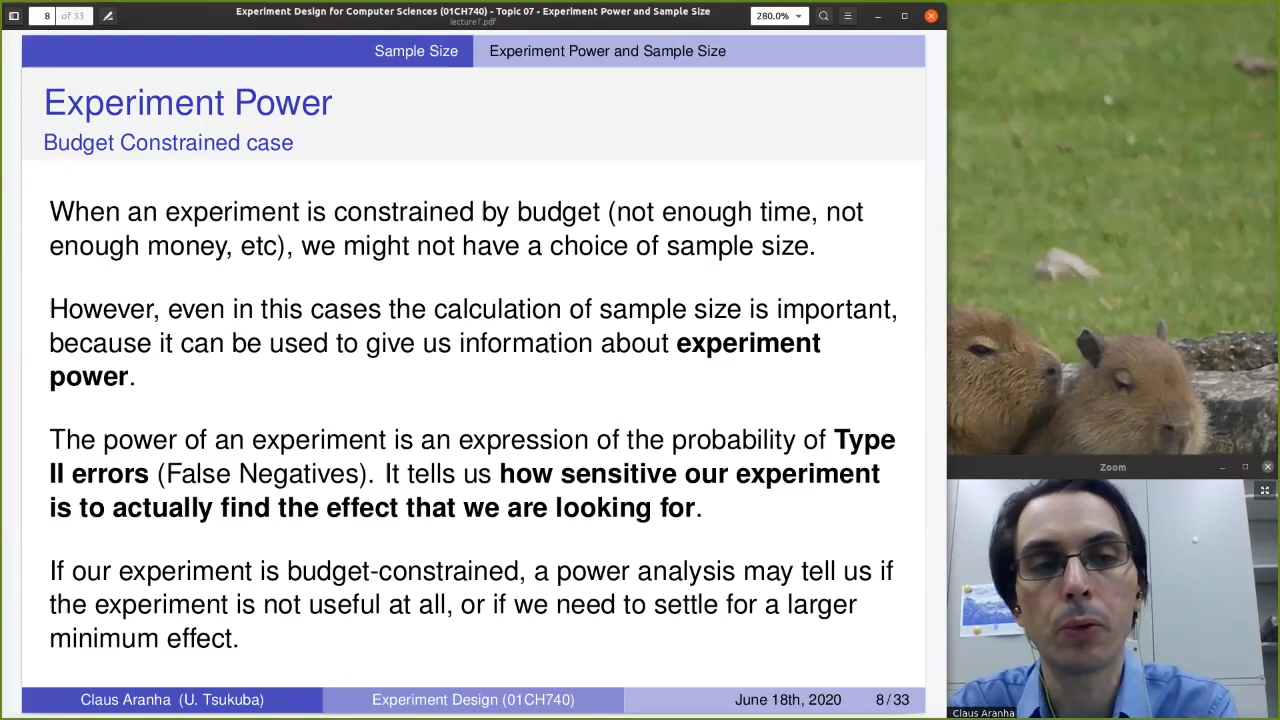 8 of 33
Experiment Design for Computer Sciences (01CH740) - Topic 07 - Experiment Power and Sample Size
lecture7.pdf
280.0%
Sample Size
Experiment Power and Sample Size
Experiment Power
Budget Constrained case
When an experiment is constrained by budget (not enough time, not
enough money, etc), we might not have a choice of sample size.
However, even in this cases the calculation of sample size is important,
because it can be used to give us information about experiment
power.
The power of an experiment is an expression of the probability of Type
II errors (False Negatives). It tells us how sensitive our experiment
is to actually find the effect that we are looking for.
If our experiment is budget-constrained, a power analysis may tell us if
the experiment is not useful at all, or if we need to settle for a larger
minimum effect.
Claus Aranha (U. Tsukuba)
Experiment Design (01CH740)
June 18th, 2020
8 / 33
Zoom
Claus Aranha